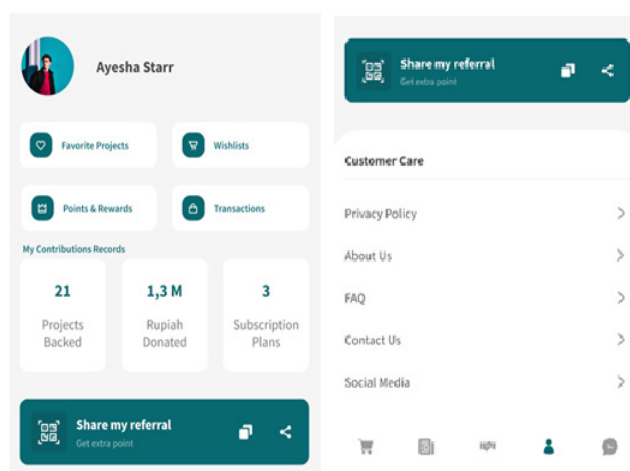 Ayesha Starr
Favorite Projects
Wishlists
Points & Rewards
Transactions
My Contributions Records
21
1,3 M
3
Projects
Backed
Rupiah
Donated
Subscription
Plans
Share my referral
Get extra point
Share my referral
Get extra point
Customer Care
Privacy Policy
About Us
FAQ
Contact Us
Social Media